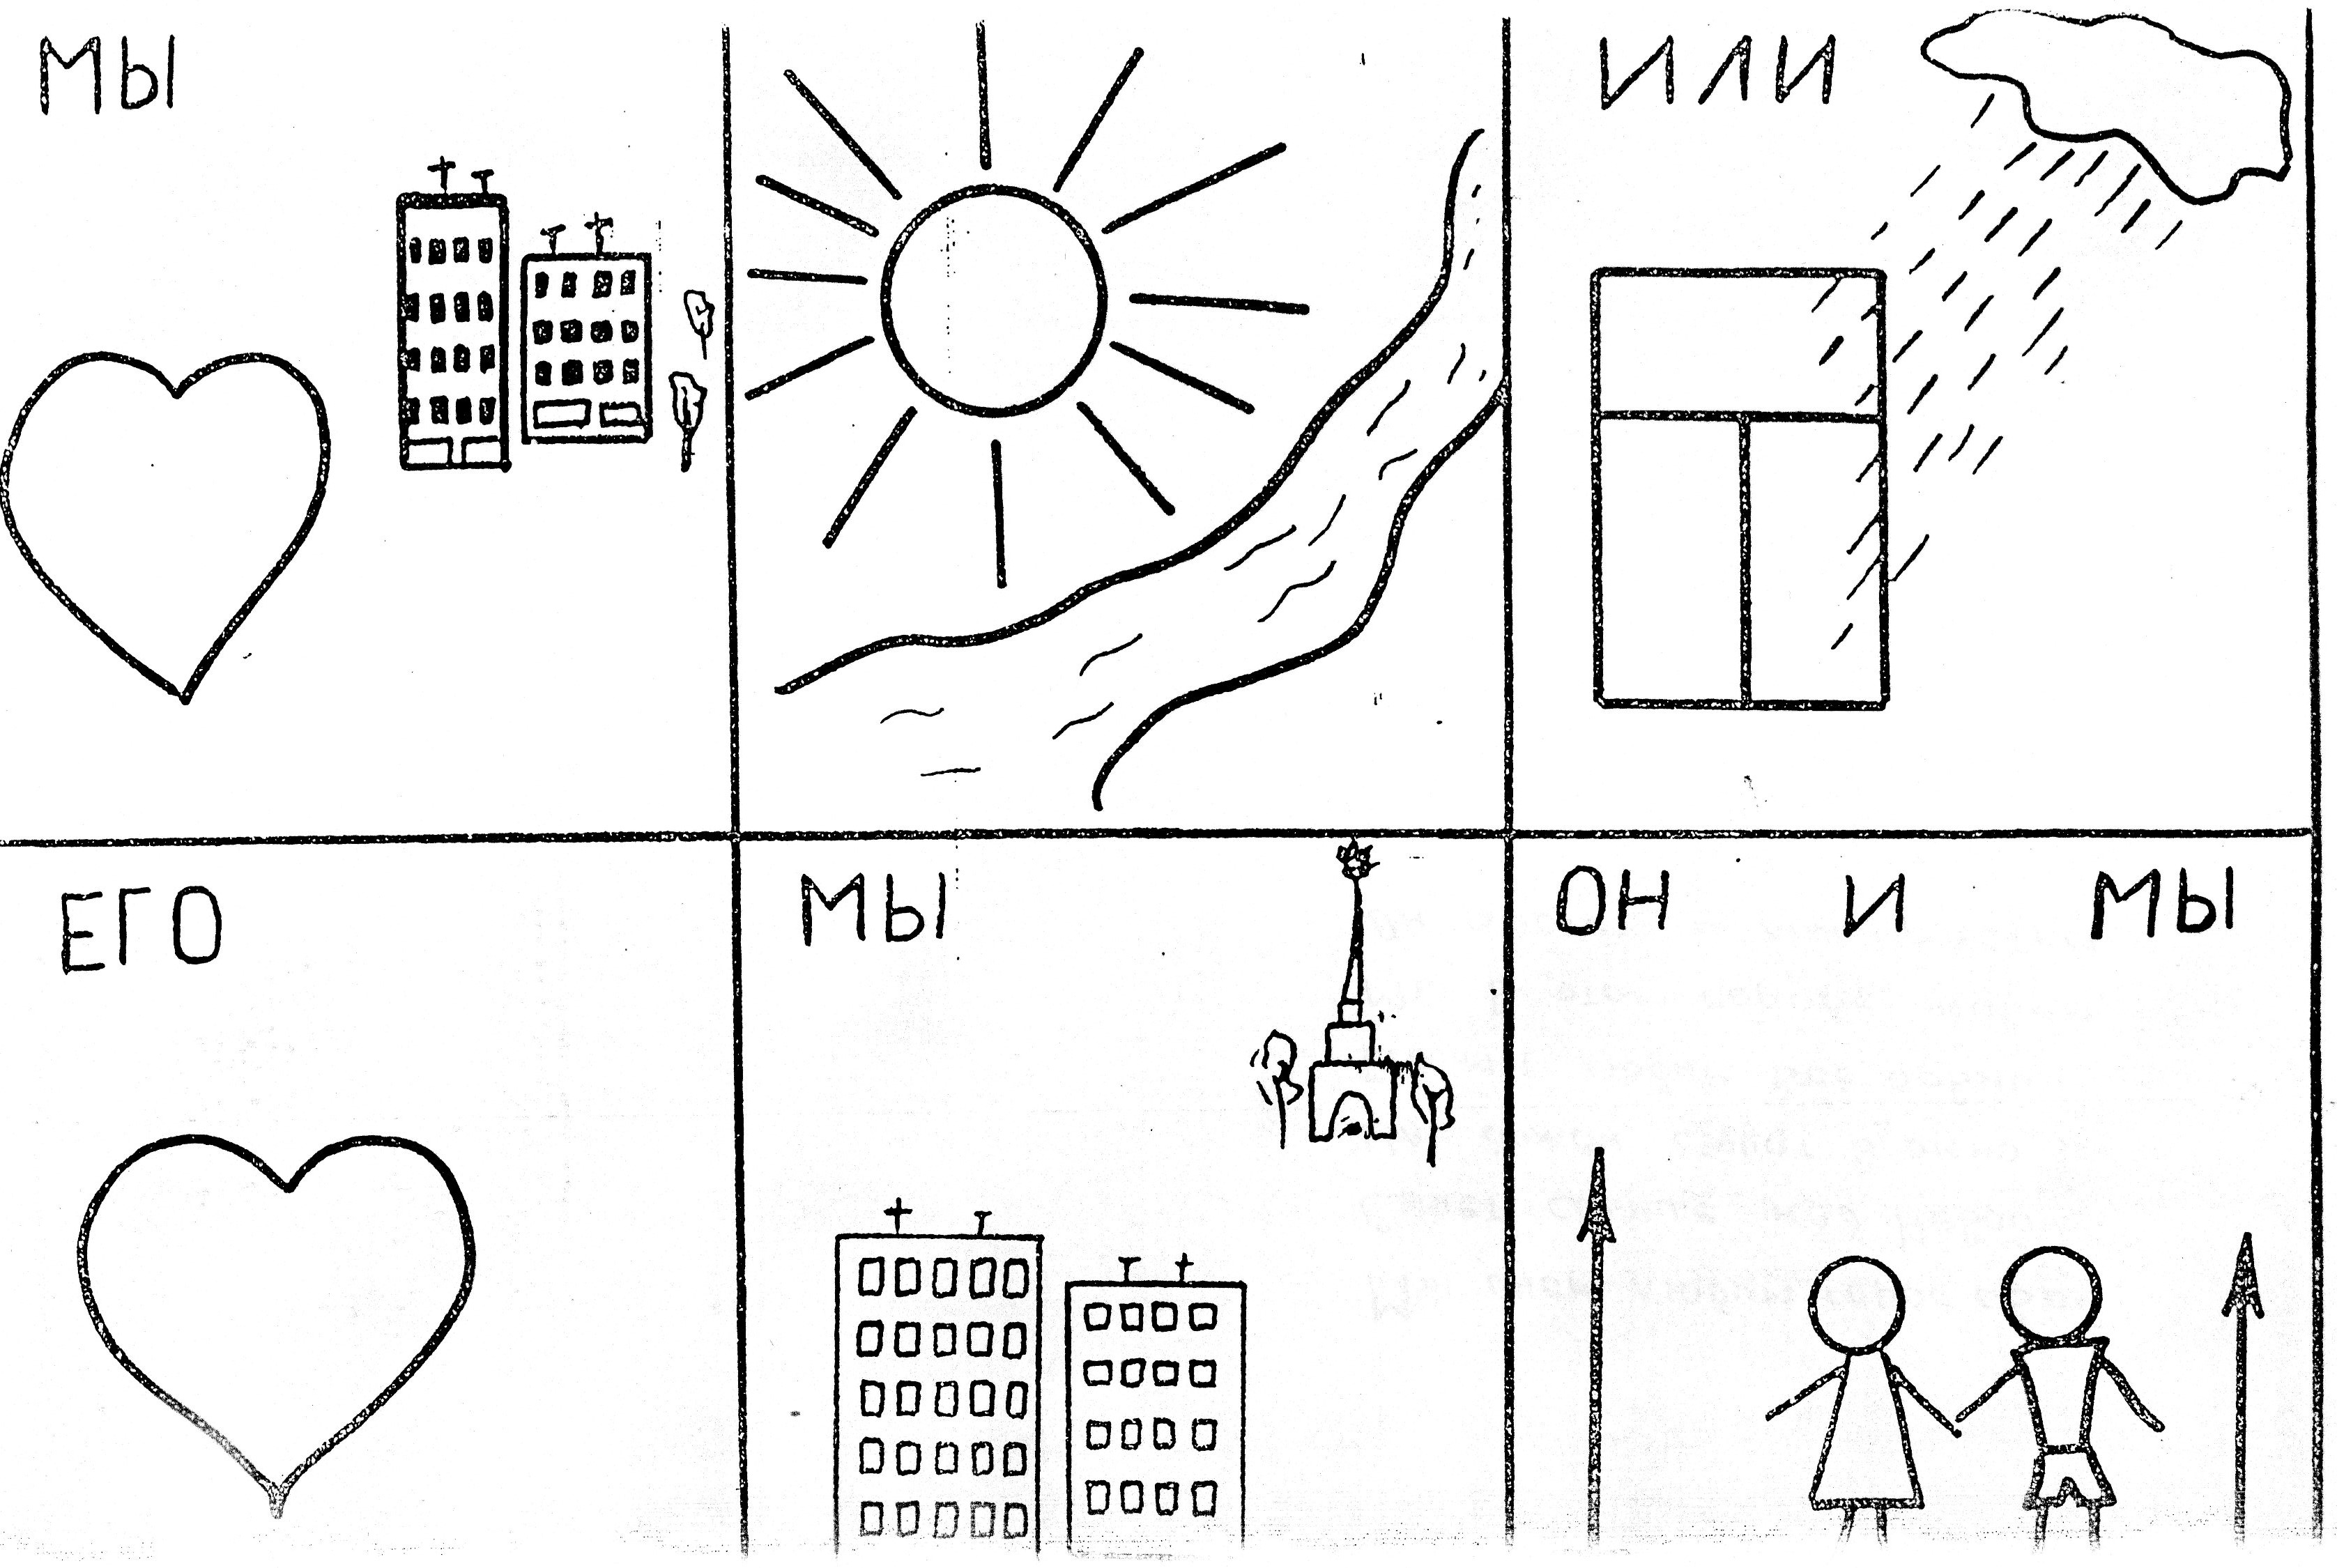 МЫ
ИЛИ
ЕГО
МЫ
ОН И МЫ